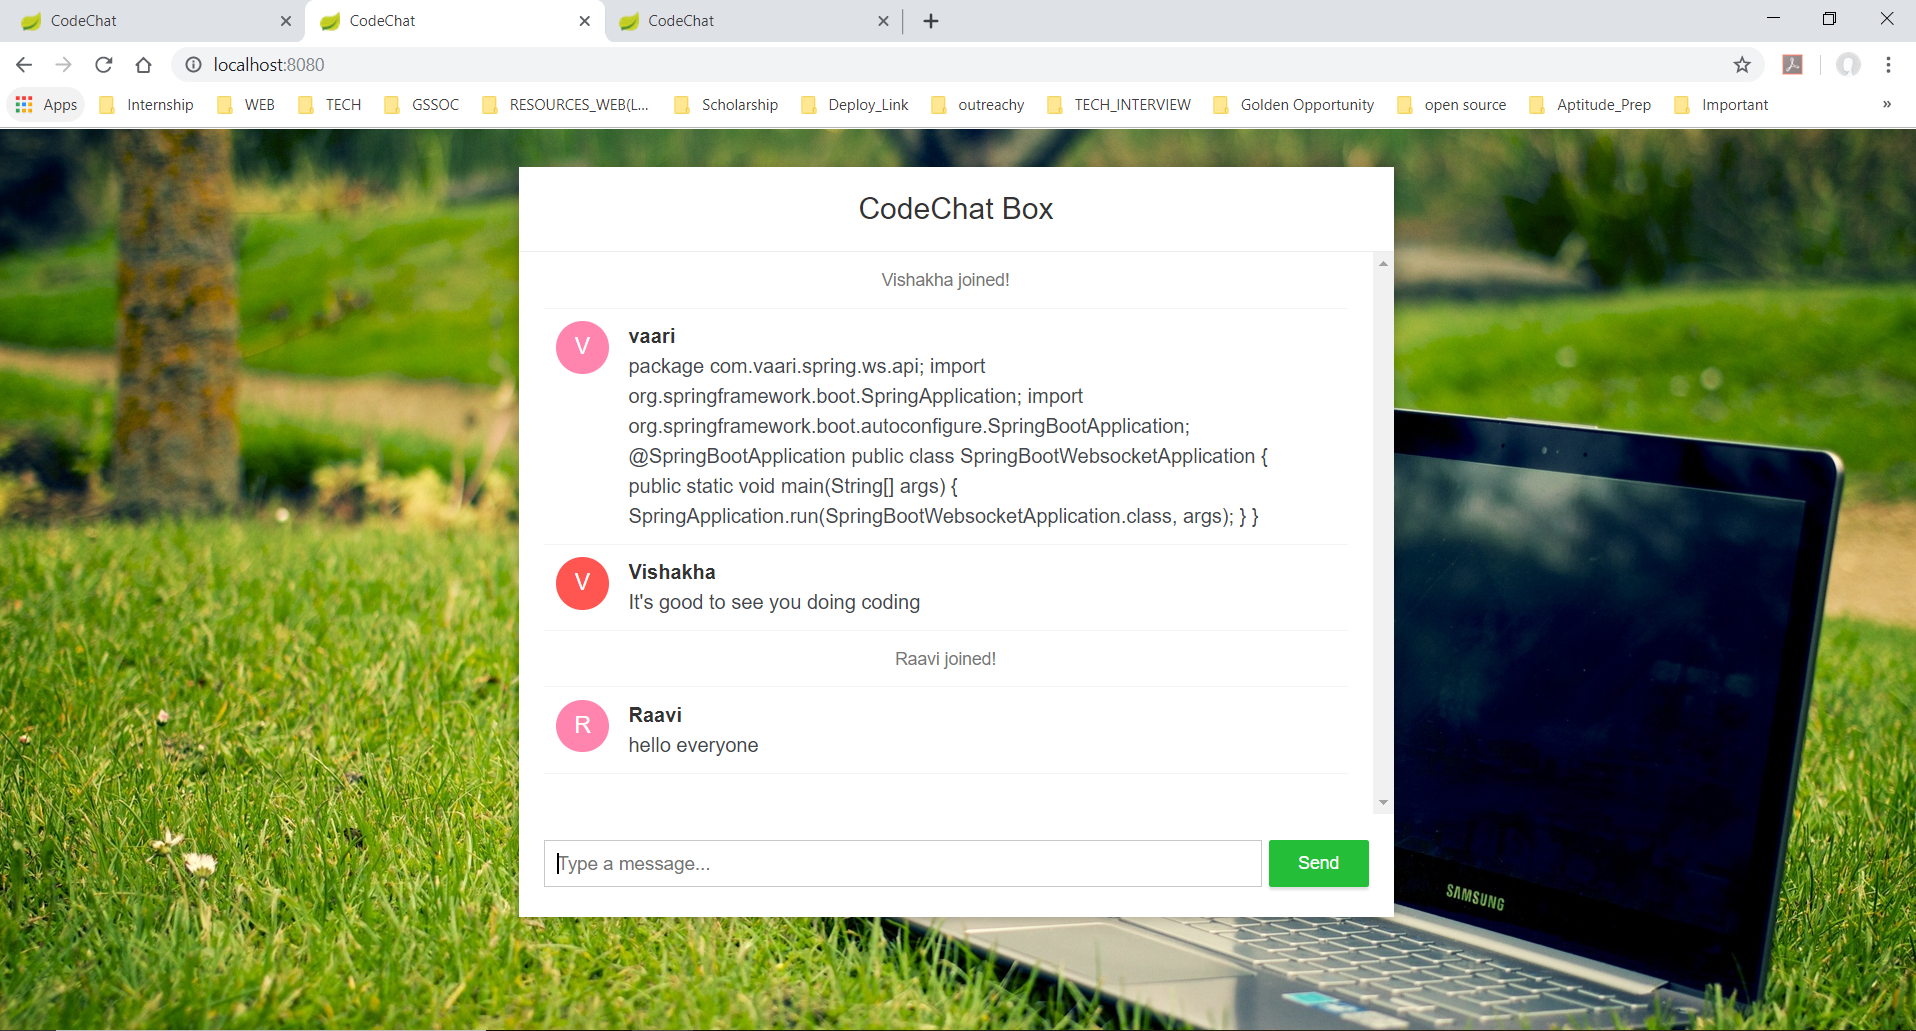 CodeChat
CodeChat
CodeChat
localhost:8080
Apps
Internship
WEB
TECH
GSSOC
RESOURCES_WEB(L...
Scholarship
Deploy_Link
outreachy
TECH_INTERVIEW
Golden Opportunity
open source
Aptitude_Prep
Important
»
CodeChat Box
Vishakha joined!
V
vaari
package com.vaari.spring.ws.api; import
org.springframework.boot.SpringApplication; import
org.springframework.boot.autoconfigure.SpringBootApplication;
@SpringBootApplication public class SpringBootWebsocketApplication {
public static void main(String[] args) {
SpringApplication.run(SpringBootWebsocketApplication.class, args); } }
V
Vishakha
It's good to see you doing coding
Raavi joined!
R
Raavi
hello everyone
Type a message...
Send
SAMSUNG